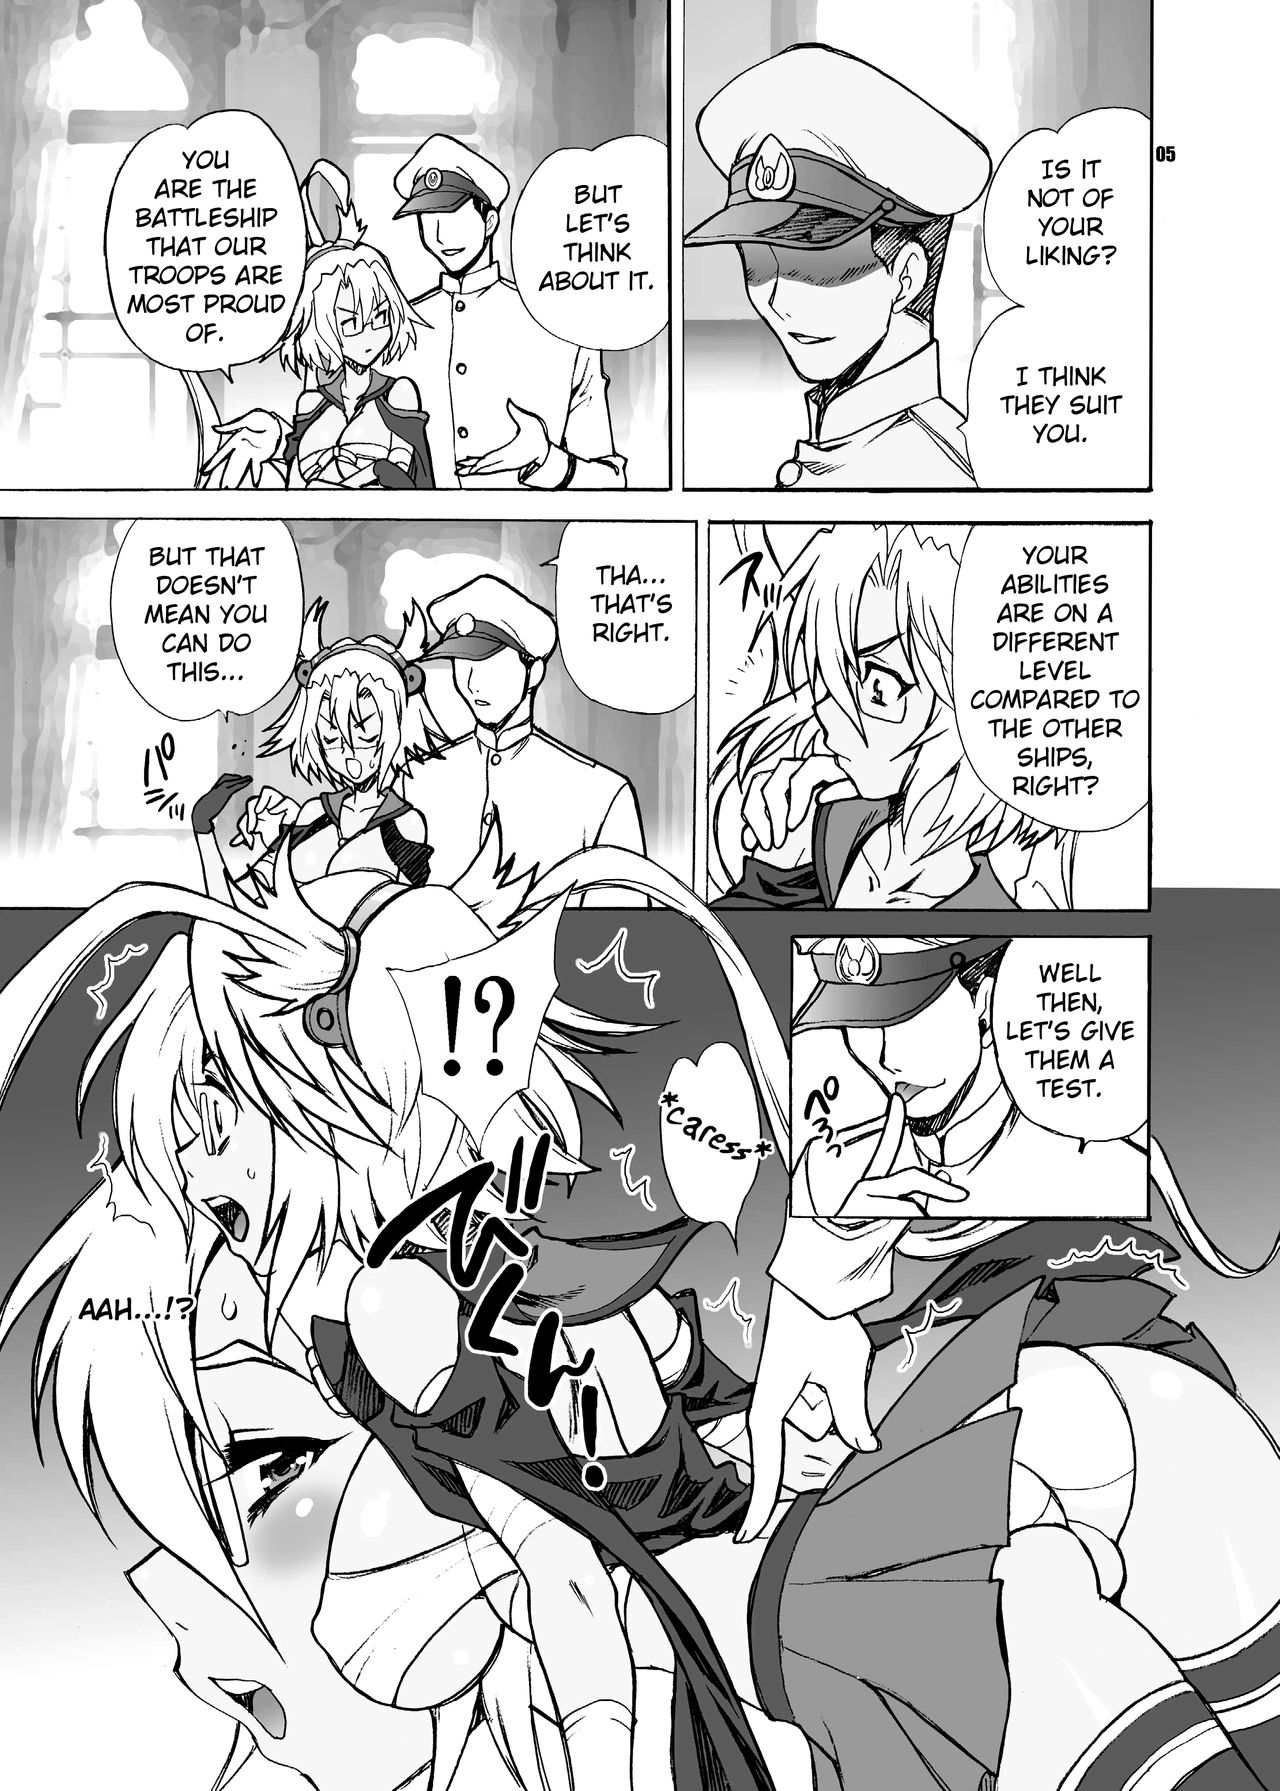 05
IS IT
NOT OF
YOUR
LIKING?
I THINK
THEY SUIT
YOU.
BUT
LET'S
THINK
ABOUT IT.
YOU
ARE THE
BATTLESHIP
THAT OUR
TROOPS ARE
MOST PROUD
OF.
YOUR
ABILITIES
ARE ON A
DIFFERENT
LEVEL
COMPARED TO
THE OTHER
SHIPS,
RIGHT?
THA...
THAT'S
RIGHT.
BUT THAT
DOESN'T
MEAN YOU
CAN DO
THIS...
WELL
THEN,
LET'S GIVE
THEM A
TEST.
!?
*caress*
びくん!
AAH...!?